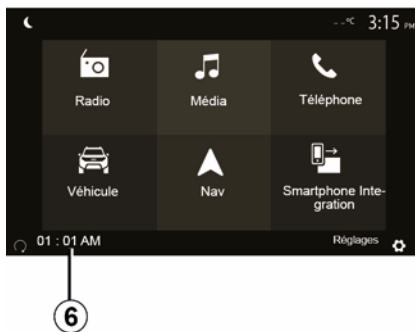 --°C 3:15 PM
Radio Média Téléphone
Véhicule Nav Smartphone Inte-
gration
01 : 01 AM Réglages
6